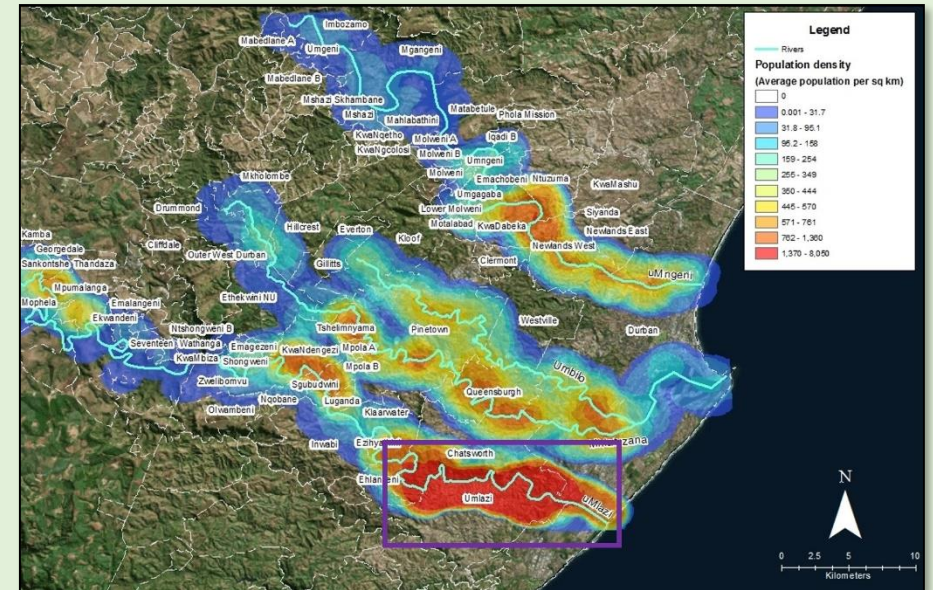 Legend
Rivers
Population density
(Average population per sq km)
0
0.001 - 31.7
31.8 - 95.1
95.2 - 158
159 - 254
255 - 349
350 - 444
445 - 570
571 - 761
762 - 1,360
1,370 - 8,050
Imbozamo
Mabedlane A
Umgeni
Mgangeni
Mabedlane B
Mshazi Skhambane
Mshazi
Matabetule
Mahlabathini
Phola Mission
KwaNqetho
Molweni A
Iqadi B
KwaNgcolosi
Molweni B
Umngeni
Molweni
Emachobeni
Ntuzuma
KwaMashu
Mkholombe
Umgagaba
Drummond
Lower Molweni
Siyanda
Motalabad
KwaDabeka
Newlands East
Hillcrest
Everton
Kloof
Newlands West
Kamba
Cliffdale
Georgedale
Outer West Durban
Gillitts
Clermont
Sankontshe
Thandaza
uMngeni
Mpumalanga
Mophela
Emalangeni
Ethekwini NU
Ekwandeni
Ntshongweni B
Tshelimnyama
Pinetown
Westville
Durban
Seventeen
Wathanga
Emagezeni
KwaNdengezi
Mpola A
KwaMbiza
Shongweni
Mpola B
Umbilo
Zwelibomvu
Sgubudwini
Queensburgh
Nqobane
Luganda
Olwambeni
Klaarwater
Inwabi
Chatsworth
Umlazi
uMlazi
N
0 2.5 5 10
Kilometers